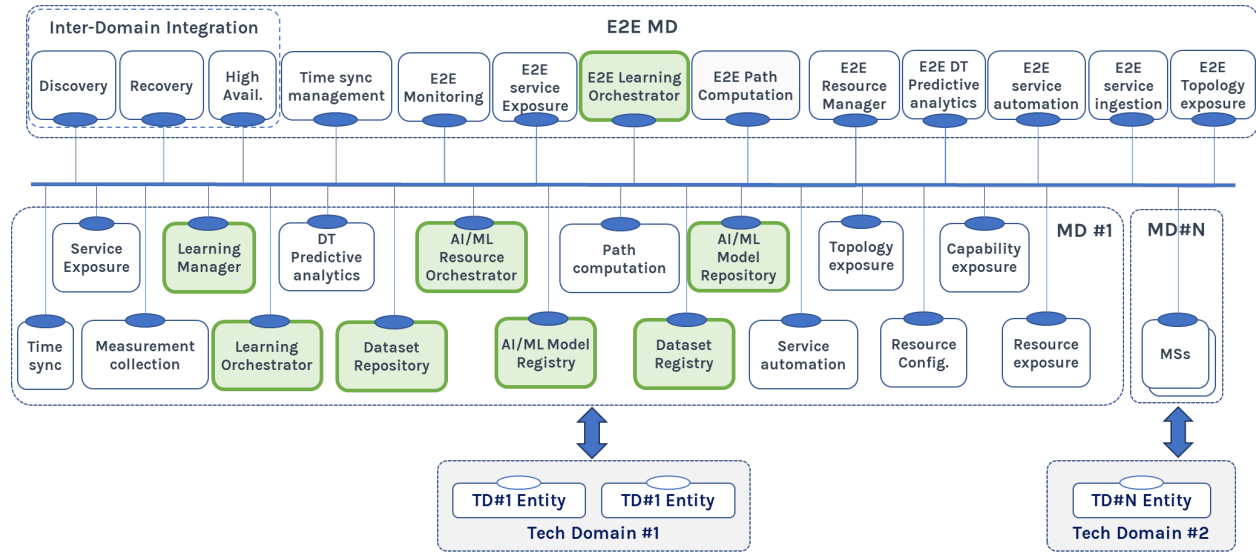 Inter-Domain Integration
E2E MD
Discovery
Recovery
High
Avail.
Time sync
management
E2E
Monitoring
E2E
service
Exposure
E2E Learning
Orchestrator
E2E Path
Computation
E2E
Resource
Manager
E2E DT
Predictive
analytics
E2E
service
automation
E2E
service
ingestion
E2E
Topology
exposure
MD #1
MD#N
Service
Exposure
Learning
Manager
DT
Predictive
analytics
AI/ML
Resource
Orchestrator
Path
computation
AI/ML
Model
Repository
Topology
exposure
Capability
exposure
Time
sync
Measurement
collection
Learning
Orchestrator
Dataset
Repository
AI/ML Model
Registry
Dataset
Registry
Service
automation
Resource
Config.
Resource
exposure
MSs
TD#1 Entity
TD#1 Entity
Tech Domain #1
TD#N Entity
Tech Domain #2